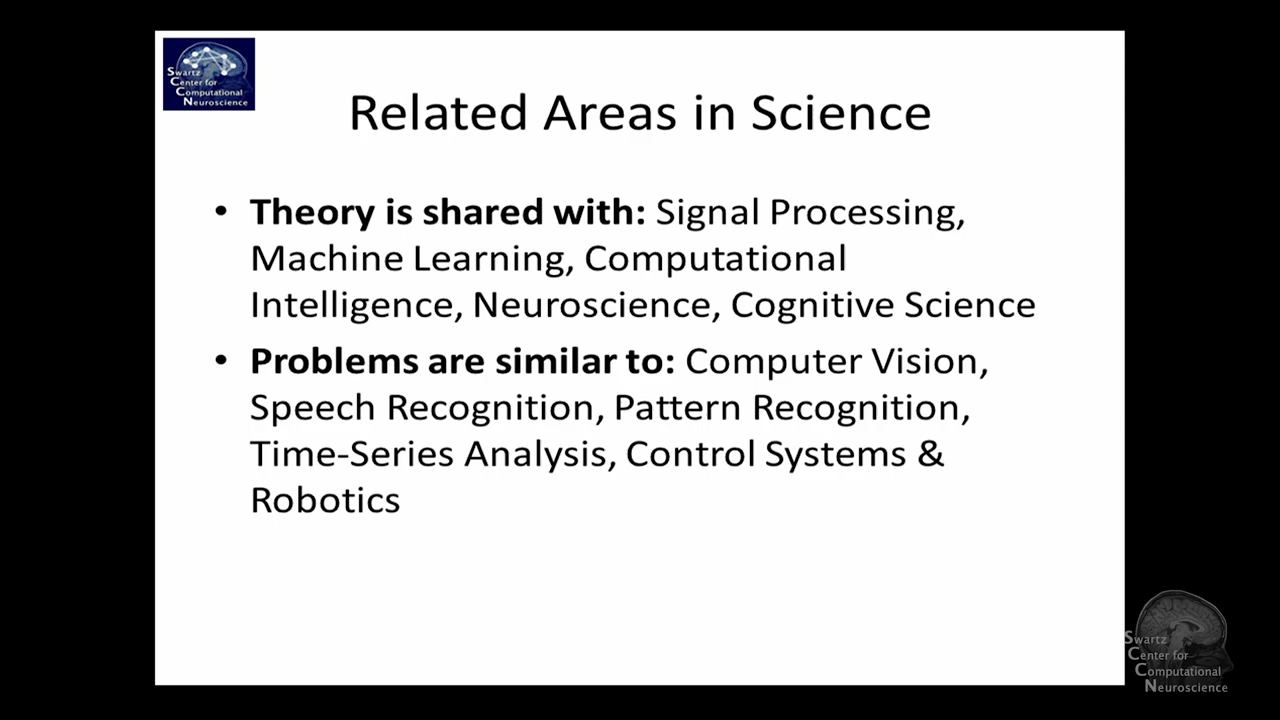 Swartz
Center for
Computational
Neuroscience
Related Areas in Science
• Theory is shared with: Signal Processing,
Machine Learning, Computational
Intelligence, Neuroscience, Cognitive Science
• Problems are similar to: Computer Vision,
Speech Recognition, Pattern Recognition,
Time-Series Analysis, Control Systems &
Robotics
Swartz
Center for
Computational
Neuroscience